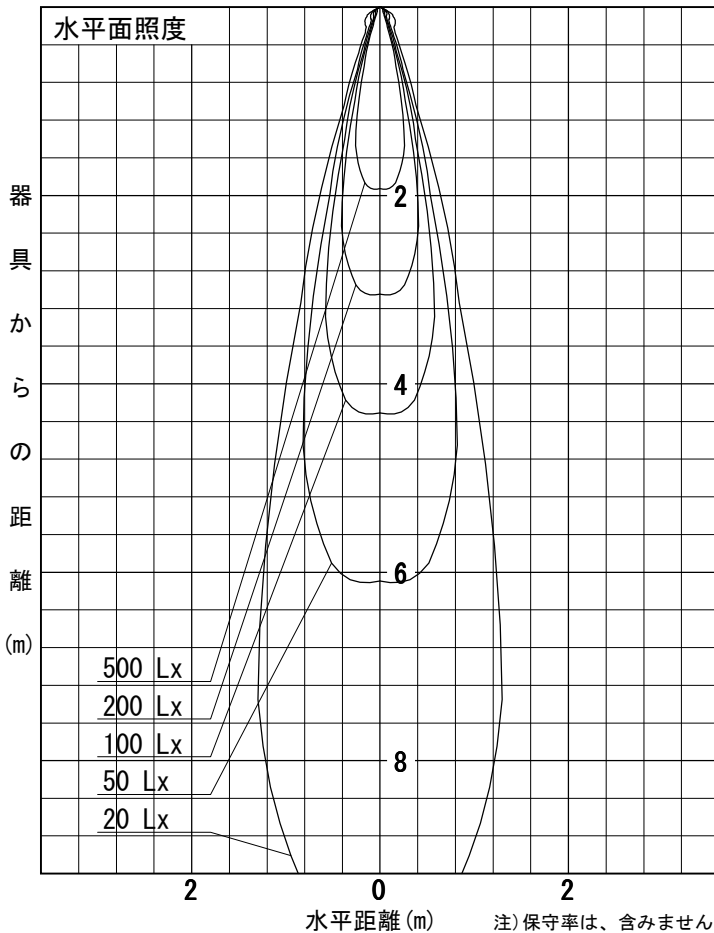 水平面照度
器具からの距離(m)
2
4
6
8
500 Lx
200 Lx
100 Lx
50 Lx
20 Lx
2 0 2
水平距離(m)
注)保守率は、含みません